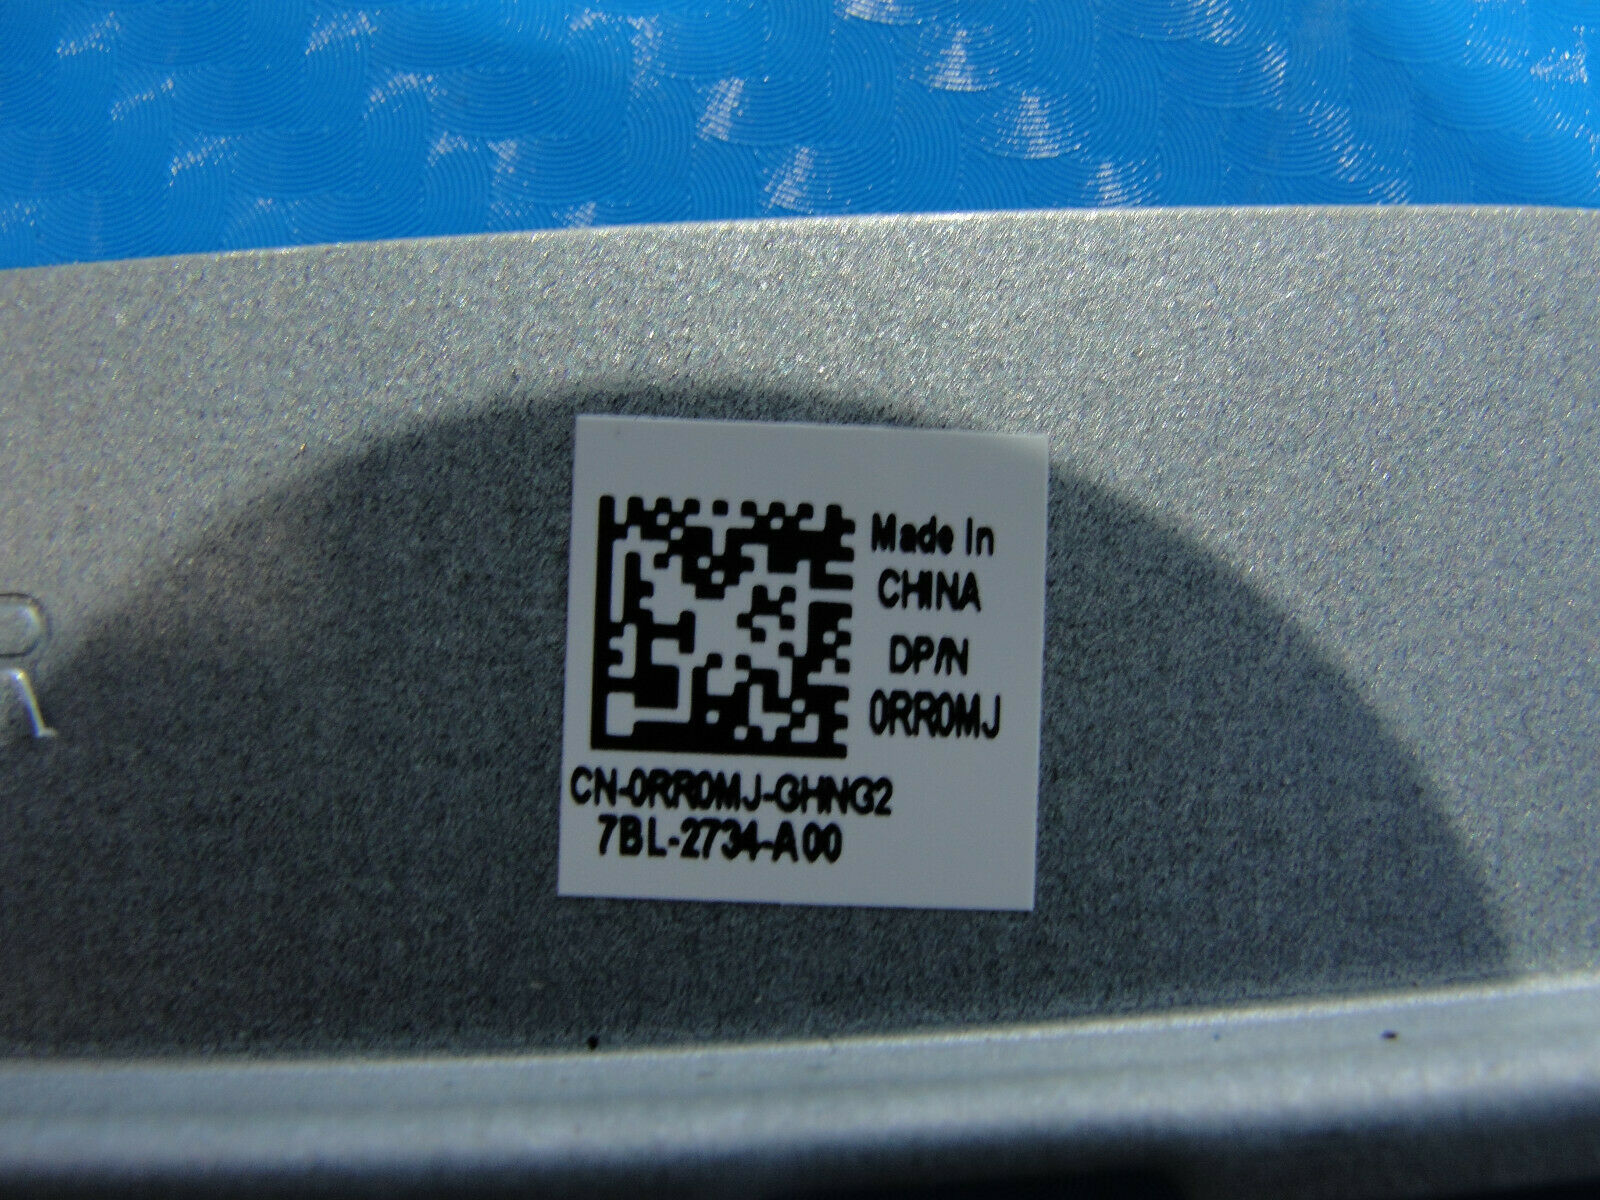 Made In
CHINA
DP/N
0RR0MJ
CN-0RR0MJ-GHNG2
7BL-2734-A00
R